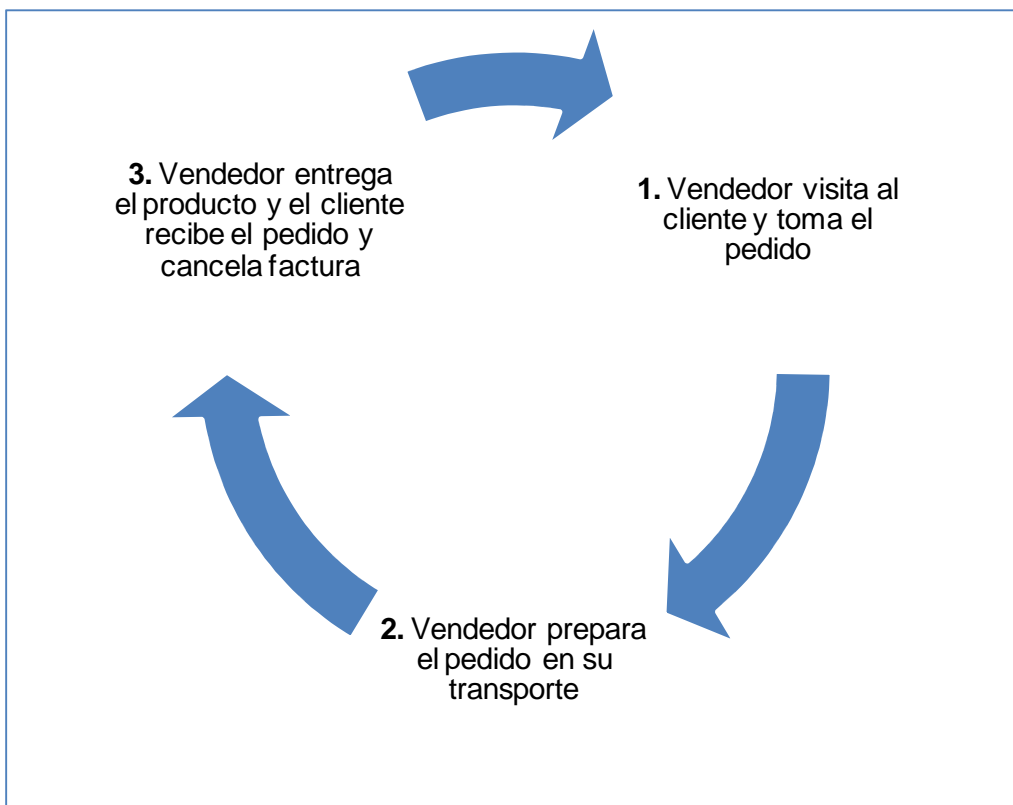 3. Vendedor entrega
el producto y el cliente
recibe el pedido y
cancela factura
1. Vendedor visita al
cliente y toma el
pedido
2. Vendedor prepara
el pedido en su
transporte